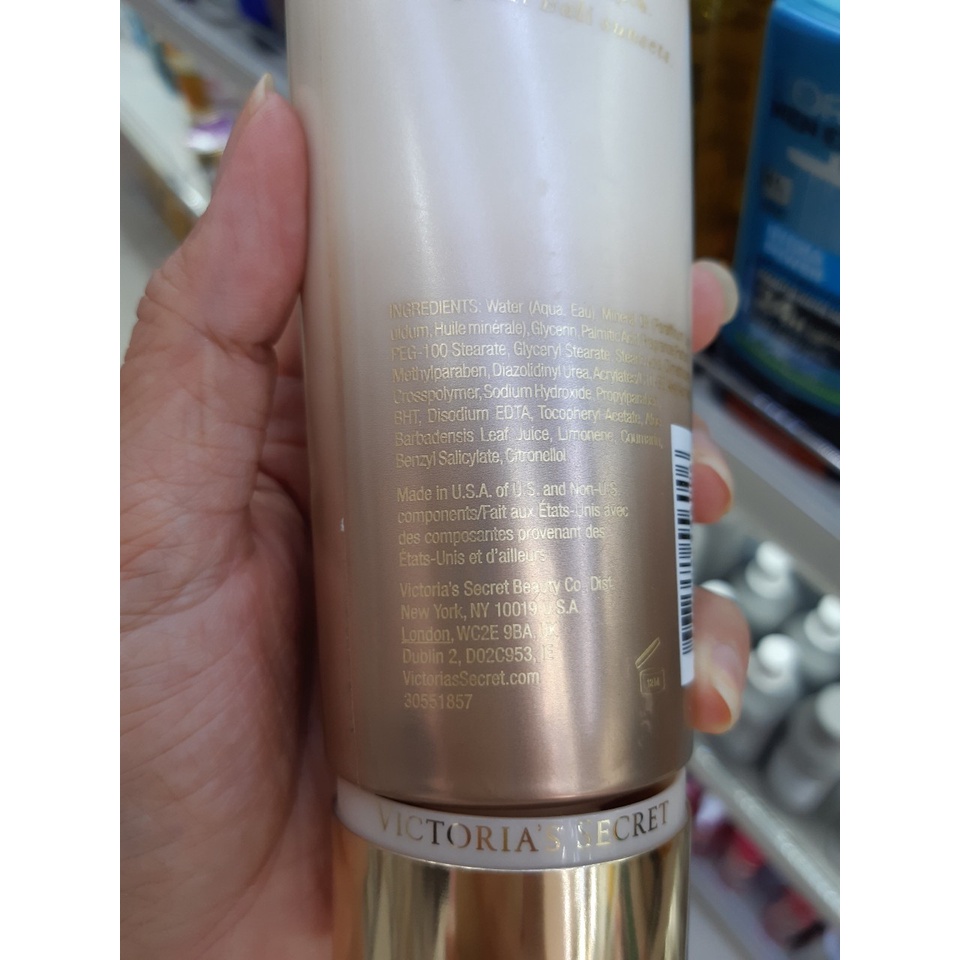 INGREDIENTS: Water (Aqua, Eau), Mineral Oil
Huile minérale), Glycerin, Palmitic Acid,
PEG-100 Stearate, Glyceryl Stearate,
Methylparaben, Diazolidinyl Urea, Acrylates/
Crosspolymer, Sodium Hydroxide, Propylparaben,
BHT, Disodium EDTA, Tocopheryl Acetate,
Barbadensis Leaf Juice, Limonene, Coumarin,
Benzyl Salicylate, Citronellol
Made in U.S.A. of U.S. and Non-U.S.
components/Fait aux États-Unis avec
des composantes provenant des
États-Unis et d'ailleurs
Victoria's Secret Beauty Co., Dist.
New York, NY 10019 U.S.A.
London, WC2E 9BA, UK
Dublin 2, D02C953, IE
VictoriasSecret.com
30551857
VICTORIA'S SECRET